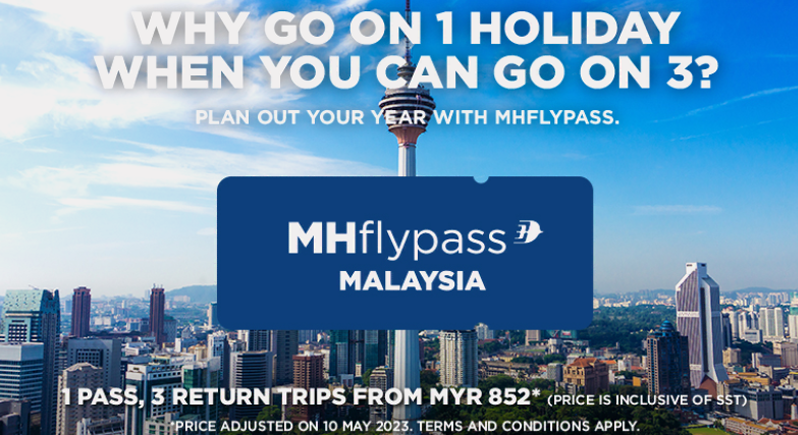 WHY GO ON 1 HOLIDAY
WHEN YOU CAN GO ON 3?
PLAN OUT YOUR YEAR WITH MHFLYPASS.
MHflypass
MALAYSIA
1 PASS, 3 RETURN TRIPS FROM MYR 852* (PRICE IS INCLUSIVE OF SST)
*PRICE ADJUSTED ON 10 MAY 2023. TERMS AND CONDITIONS APPLY.